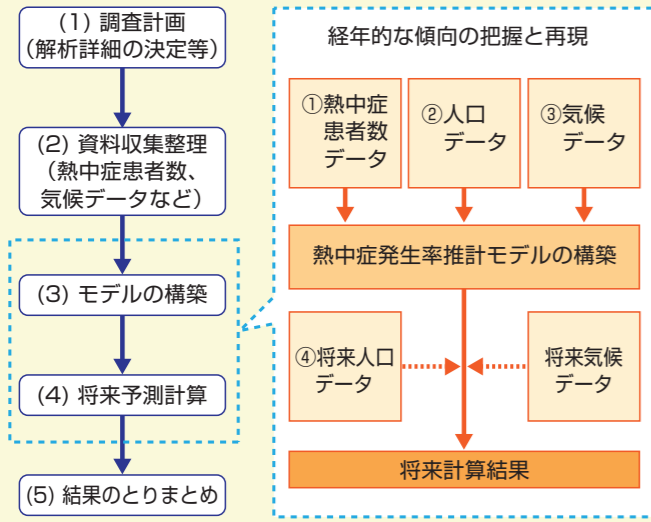 (1) 調査計画
(解析詳細の決定等)
(2) 資料収集整理
(熱中症患者数、
気候データなど)
(3) モデルの構築
(4) 将来予測計算
(5) 結果のとりまとめ
経年的な傾向の把握と再現
①熱中症
患者数
データ
②人口
データ
③気候
データ
熱中症発生率推計モデルの構築
④将来人口
データ
将来気候
データ
将来計算結果